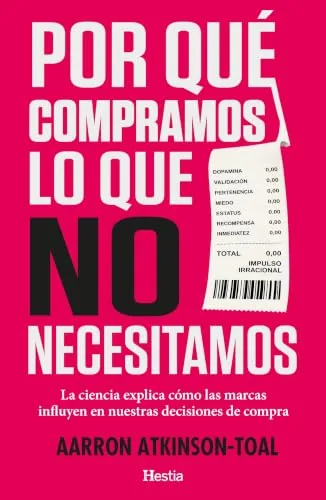 POR QUÉ
COMPRAMOS
LO QUE
NO
NECESITAMOS
DOPAMINA 0,00
VALIDACIÓN 0,00
PERTENENCIA 0,00
MIEDO 0,00
ESTATUS 0,00
RECOMPENSA 0,00
INMEDIATEZ 0,00
TOTAL 0,00
IMPULSO
IRRACIONAL
La ciencia explica cómo las marcas
influyen en nuestras decisiones de compra
AARRON ATKINSON-TOAL
Hestia